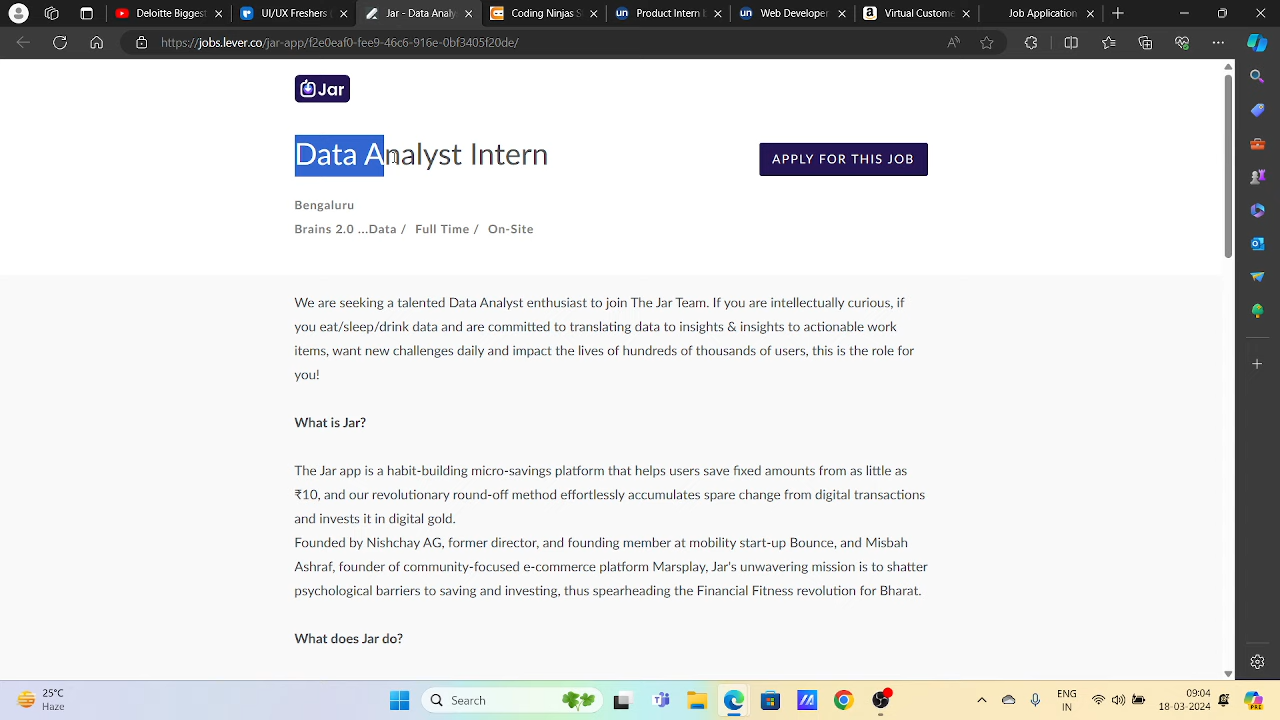 Deloitte Biggest
UI/UX Freshers
Jar - Data Analy
Coding Ninjas S
Product Intern
Web Developer
Virtual Custome
Job Application
https://jobs.lever.co/jar-app/f2e0eaf0-fee9-46c6-916e-0bf3405f20de/
Jar
Data Analyst Intern
APPLY FOR THIS JOB
Bengaluru
Brains 2.0 ...Data / Full Time / On-Site
We are seeking a talented Data Analyst enthusiast to join The Jar Team. If you are intellectually curious, if
you eat/sleep/drink data and are committed to translating data to insights & insights to actionable work
items, want new challenges daily and impact the lives of hundreds of thousands of users, this is the role for
you!
What is Jar?
The Jar app is a habit-building micro-savings platform that helps users save fixed amounts from as little as
₹10, and our revolutionary round-off method effortlessly accumulates spare change from digital transactions
and invests it in digital gold.
Founded by Nishchay AG, former director, and founding member at mobility start-up Bounce, and Misbah
Ashraf, founder of community-focused e-commerce platform Marsplay, Jar's unwavering mission is to shatter
psychological barriers to saving and investing, thus spearheading the Financial Fitness revolution for Bharat.
What does Jar do?
25°C
Haze
Search
ENG
IN
09:04
18-03-2024